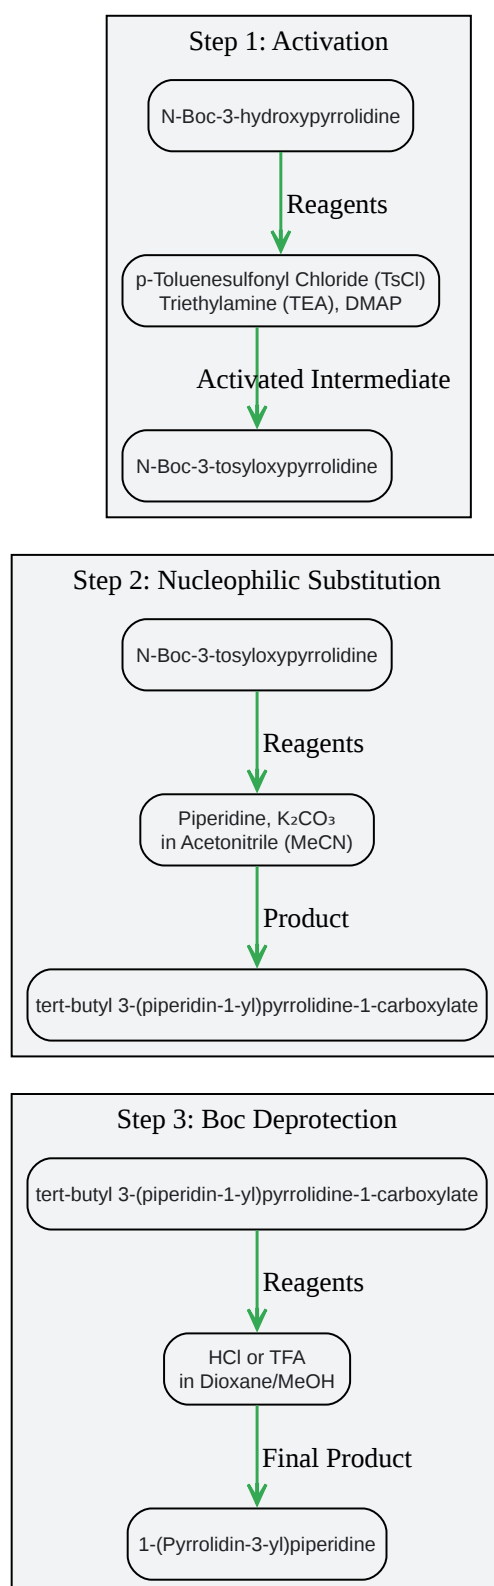 Step 1: Activation
N-Boc-3-hydroxypyrrolidine
Reagents
p-Toluenesulfonyl Chloride (TsCl)
Triethylamine (TEA), DMAP
Activated Intermediate
N-Boc-3-tosyloxypyrrolidine
Step 2: Nucleophilic Substitution
N-Boc-3-tosyloxypyrrolidine
Reagents
Piperidine, K₂CO₃
in Acetonitrile (MeCN)
Product
tert-butyl 3-(piperidin-1-yl)pyrrolidine-1-carboxylate
Step 3: Boc Deprotection
tert-butyl 3-(piperidin-1-yl)pyrrolidine-1-carboxylate
Reagents
HCl or TFA
in Dioxane/MeOH
Final Product
1-(Pyrrolidin-3-yl)piperidine